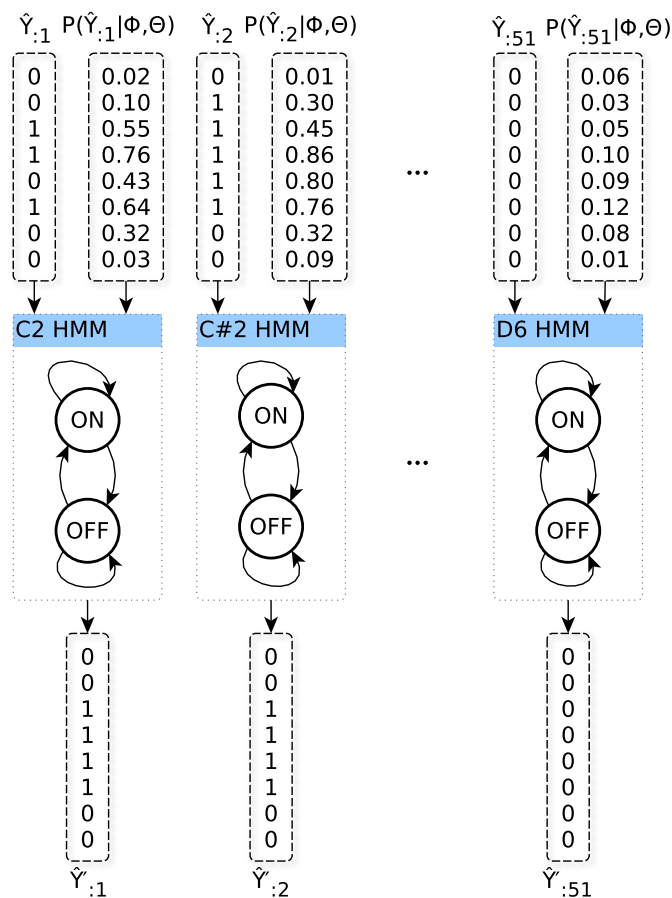 Ŷ:1 P(Ŷ:1|Φ,Θ) Ŷ:2 P(Ŷ:2|Φ,Θ) Ŷ:51 P(Ŷ:51|Φ,Θ)
0 0.02 0 0.01 0 0.06
0 0.10 1 0.30 0 0.03
1 0.55 1 0.45 0 0.05
1 0.76 1 0.86 0 0.10
0 0.43 1 0.80 0 0.09
1 0.64 1 0.76 0 0.12
0 0.32 0 0.32 0 0.08
0 0.03 0 0.09 0 0.01
...
C2 HMM C#2 HMM D6 HMM
ON ON ON
...
OFF OFF OFF
0 0 0
0 0 0
1 1 0
1 1 0
1 1 0
1 1 0
0 0 0
0 0 0
Ŷ′:1 Ŷ′:2 Ŷ′:51